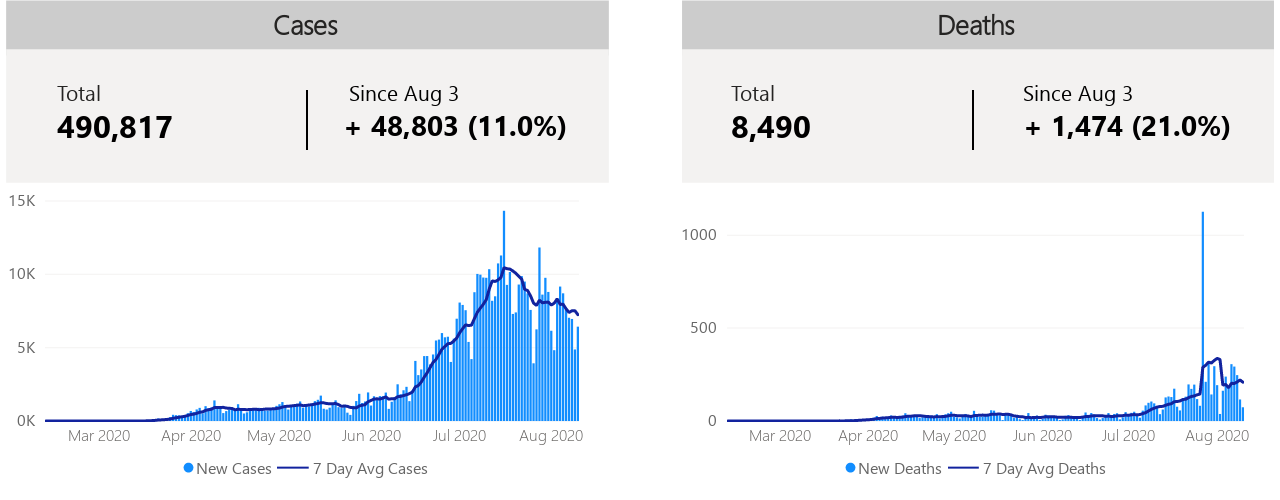 Cases
Total
490,817
Since Aug 3
+ 48,803 (11.0%)
15K
10K
5K
0K
Mar 2020 Apr 2020 May 2020 Jun 2020 Jul 2020 Aug 2020
New Cases 7 Day Avg Cases
Deaths
Total
8,490
Since Aug 3
+ 1,474 (21.0%)
1000
500
0
Mar 2020 Apr 2020 May 2020 Jun 2020 Jul 2020 Aug 2020
New Deaths 7 Day Avg Deaths